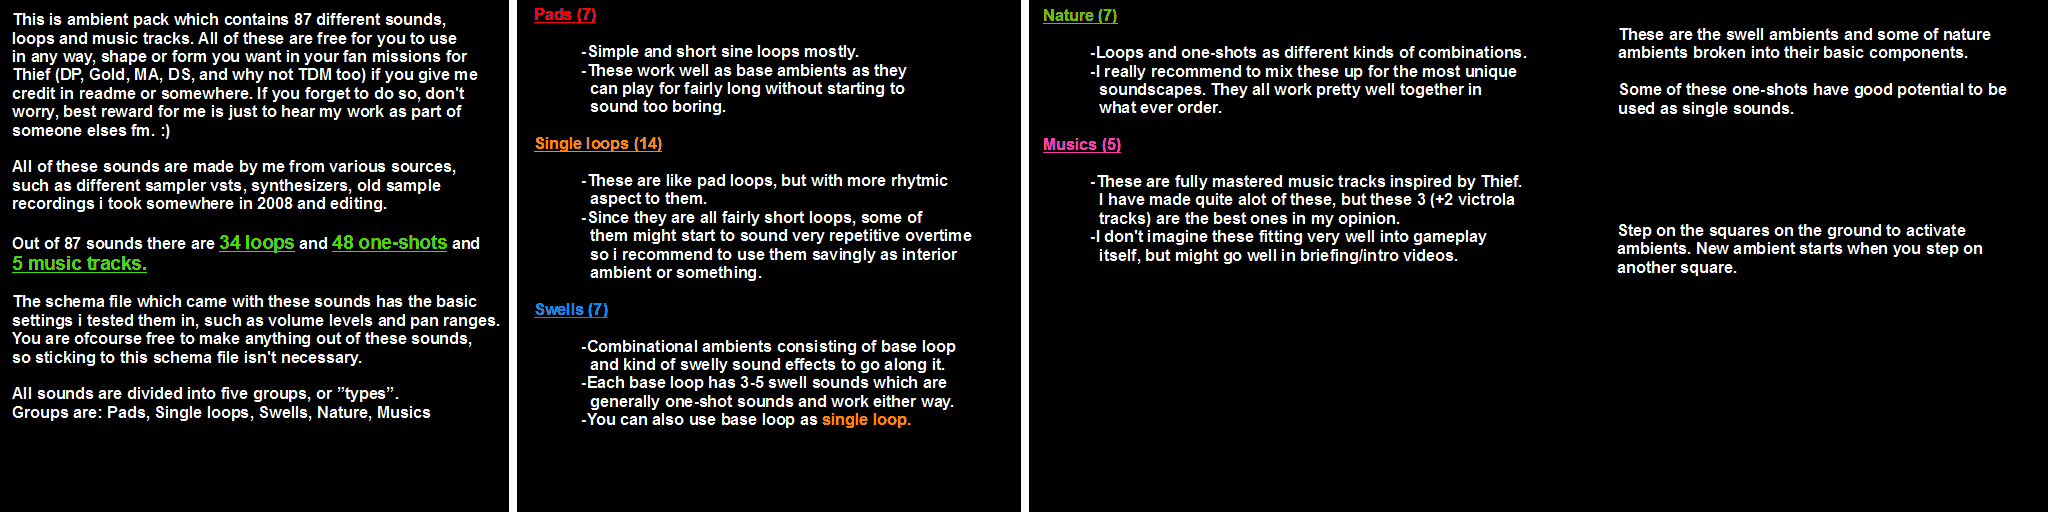 This is ambient pack which contains 87 different sounds,
loops and music tracks. All of these are free for you to use
in any way, shape or form you want in your fan missions for
Thief (DP, Gold, MA, DS, and why not TDM too) if you give me
credit in readme or somewhere. If you forget to do so, don't
worry, best reward for me is just to hear my work as part of
someone elses fm. :)
All of these sounds are made by me from various sources,
such as different sampler vsts, synthesizers, old sample
recordings i took somewhere in 2008 and editing.
Out of 87 sounds there are 34 loops and 48 one-shots and
5 music tracks.
The schema file which came with these sounds has the basic
settings i tested them in, such as volume levels and pan ranges.
You are ofcourse free to make anything out of these sounds,
so sticking to this schema file isn't necessary.
All sounds are divided into five groups, or ”types”.
Groups are: Pads, Single loops, Swells, Nature, Musics
Pads (7)
-Simple and short sine loops mostly.
-These work well as base ambients as they
can play for fairly long without starting to
sound too boring.
Single loops (14)
-These are like pad loops, but with more rhytmic
aspect to them.
-Since they are all fairly short loops, some of
them might start to sound very repetitive overtime
so i recommend to use them savingly as interior
ambient or something.
Swells (7)
-Combinational ambients consisting of base loop
and kind of swelly sound effects to go along it.
-Each base loop has 3-5 swell sounds which are
generally one-shot sounds and work either way.
-You can also use base loop as single loop.
Nature (7)
-Loops and one-shots as different kinds of combinations.
-I really recommend to mix these up for the most unique
soundscapes. They all work pretty well together in
what ever order.
Musics (5)
-These are fully mastered music tracks inspired by Thief.
I have made quite alot of these, but these 3 (+2 victrola
tracks) are the best ones in my opinion.
-I don't imagine these fitting very well into gameplay
itself, but might go well in briefing/intro videos.
These are the swell ambients and some of nature
ambients broken into their basic components.
Some of these one-shots have good potential to be
used as single sounds.
Step on the squares on the ground to activate
ambients. New ambient starts when you step on
another square.